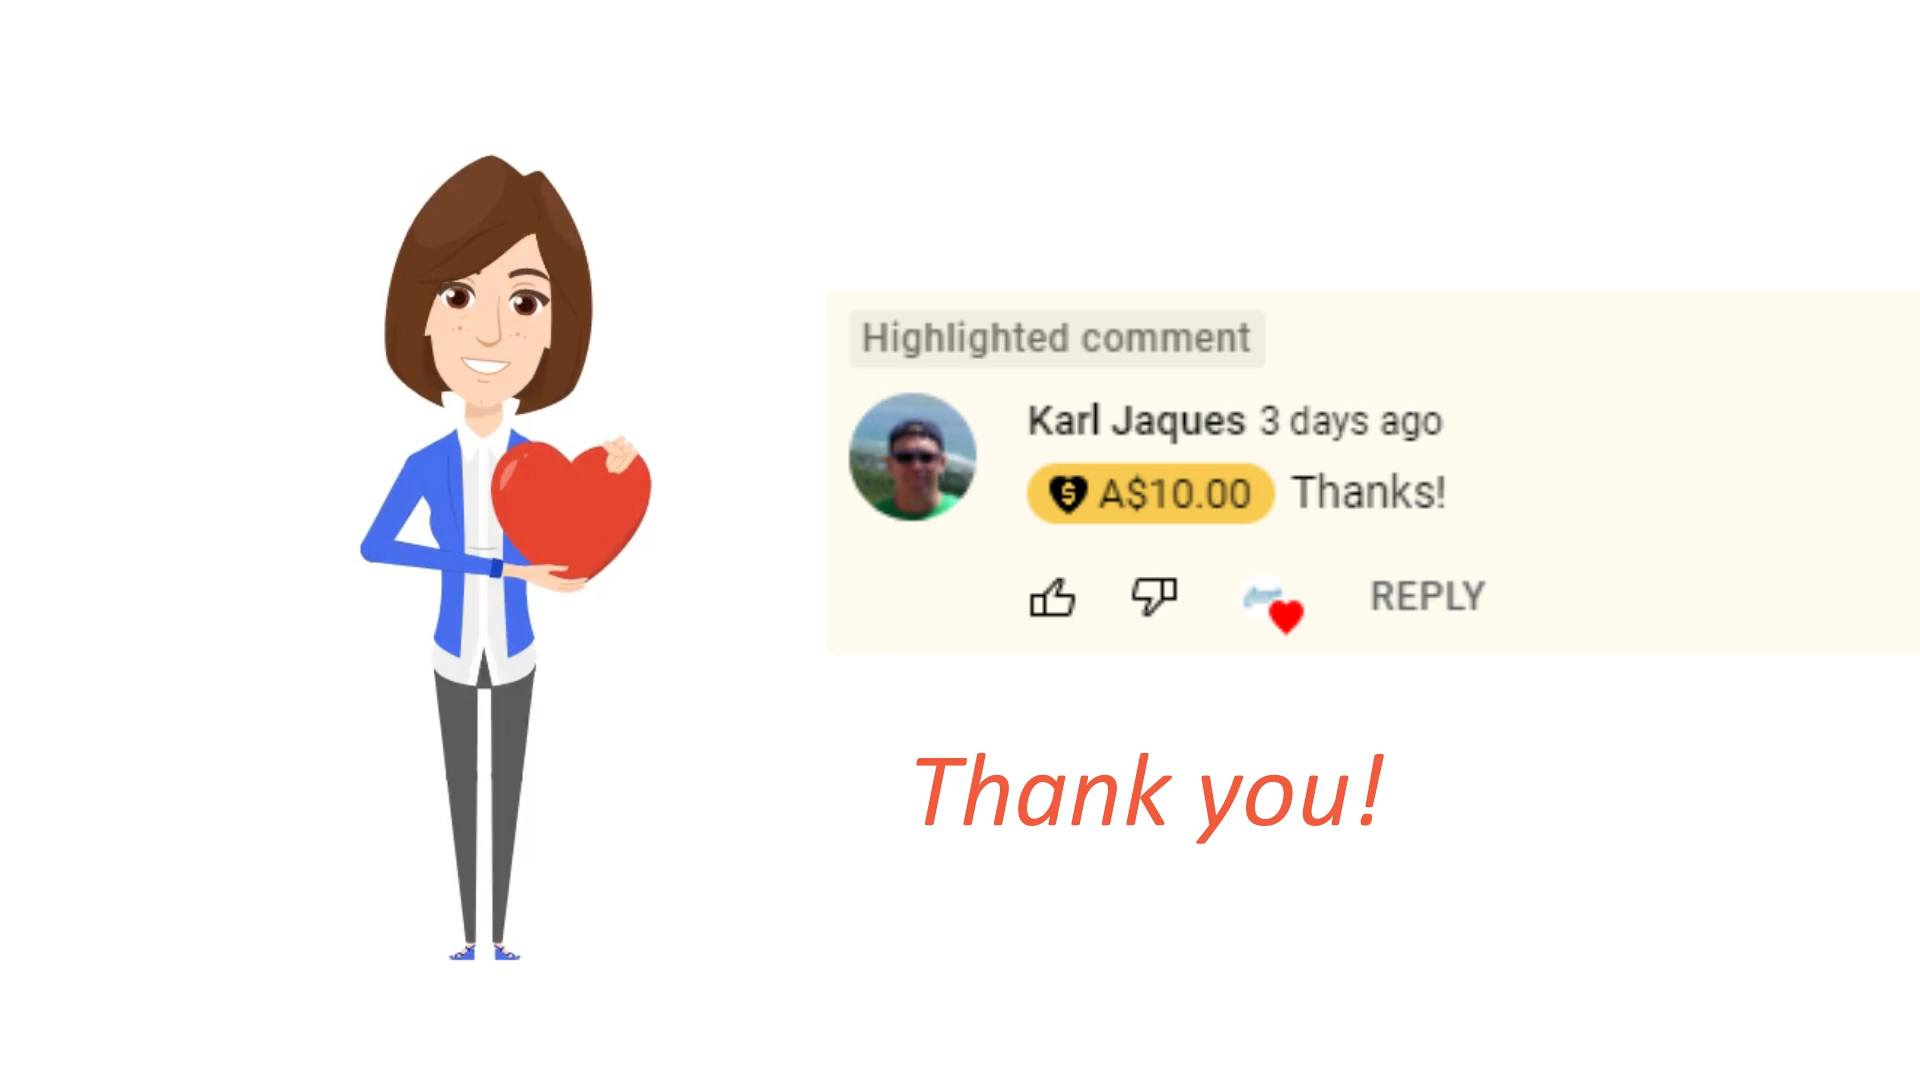 Highlighted comment
Karl Jaques 3 days ago
A$10.00 Thanks!
REPLY
Thank you!